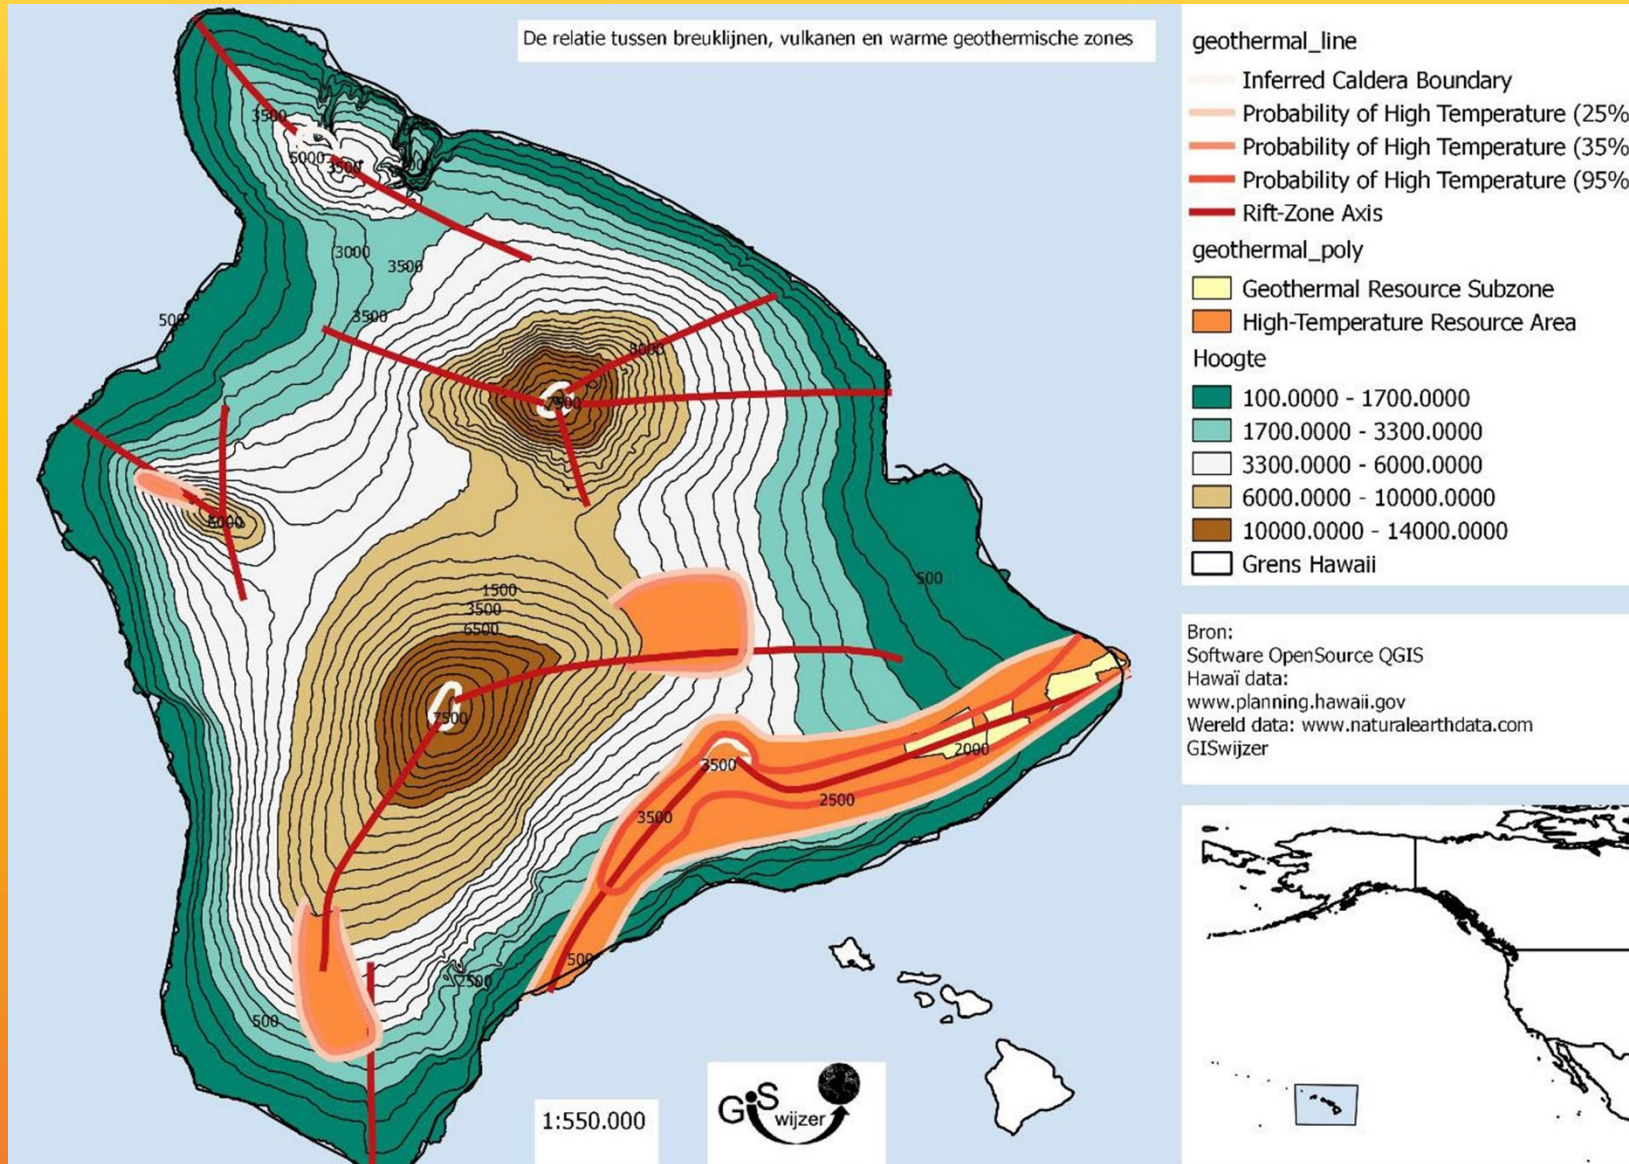 De relatie tussen breuklijnen, vulkanen en warme geothermische zones
geothermal_line
Inferred Caldera Boundary
Probability of High Temperature (25%
Probability of High Temperature (35%
Probability of High Temperature (95%
Rift-Zone Axis
geothermal_poly
Geothermal Resource Subzone
High-Temperature Resource Area
Hoogte
100.0000 - 1700.0000
1700.0000 - 3300.0000
3300.0000 - 6000.0000
6000.0000 - 10000.0000
10000.0000 - 14000.0000
Grens Hawaii
Bron:
Software OpenSource QGIS
Hawaï data:
www.planning.hawaii.gov
Wereld data: www.naturalearthdata.com
GISwijzer
3500
5000
3500
3000
3500
500
3500
8000
7500
6000
500
1500
3500
6500
7500
3500
2000
2500
3500
500
2500
500
1:550.000
GiS
wijzer